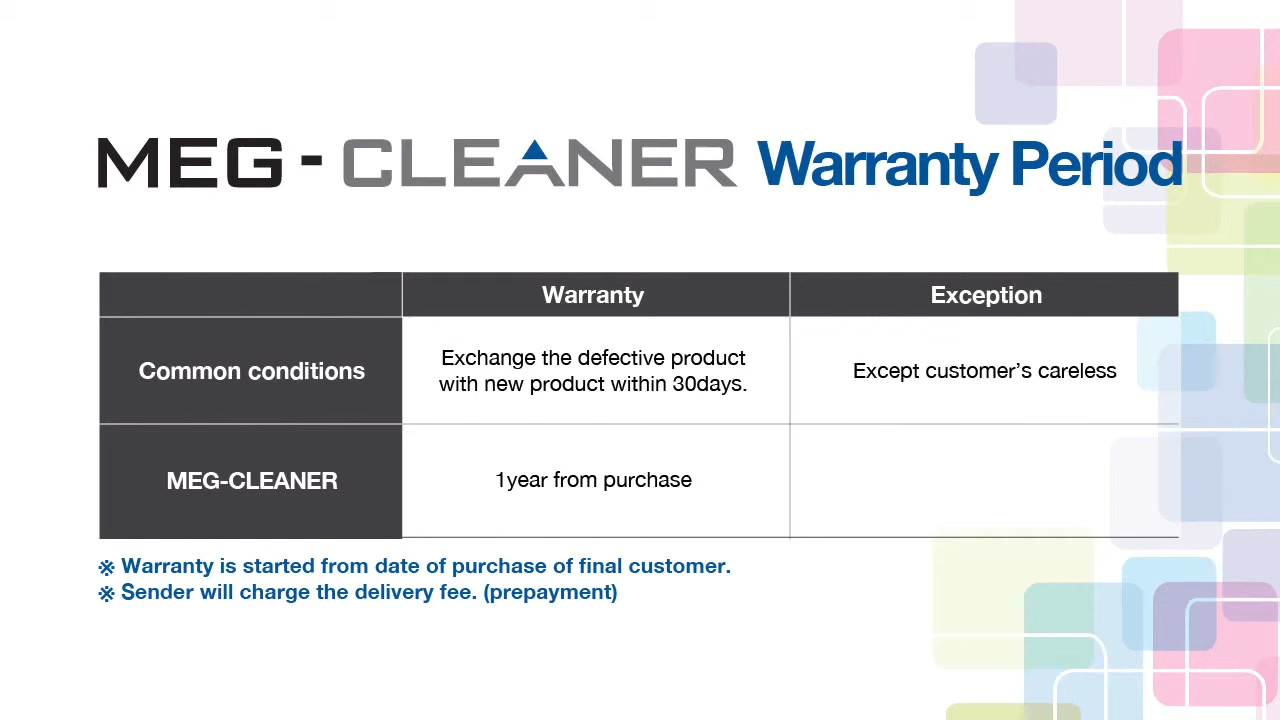 MEG - CLEANER Warranty Period
Warranty
Exception
Common conditions
Exchange the defective product
with new product within 30days.
Except customer’s careless
MEG-CLEANER
1year from purchase
※ Warranty is started from date of purchase of final customer.
※ Sender will charge the delivery fee. (prepayment)